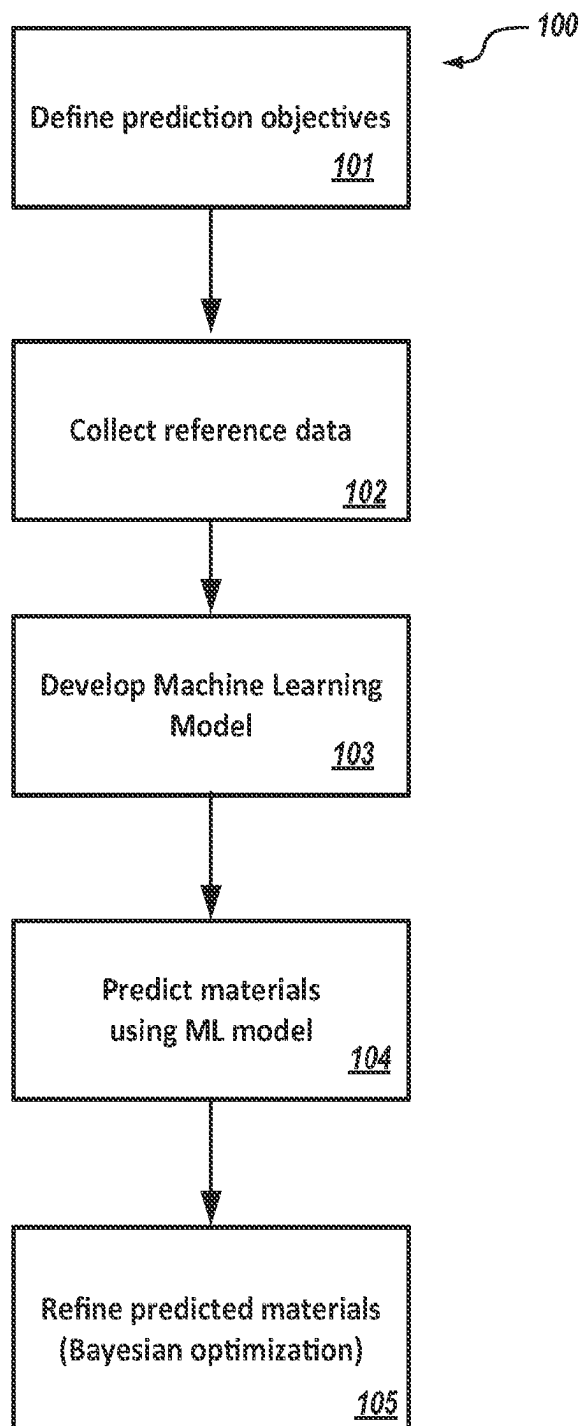 100
Define prediction objectives
101
Collect reference data
102
Develop Machine Learning
Model
103
Predict materials
using ML model
104
Refine predicted materials
(Bayesian optimization)
105